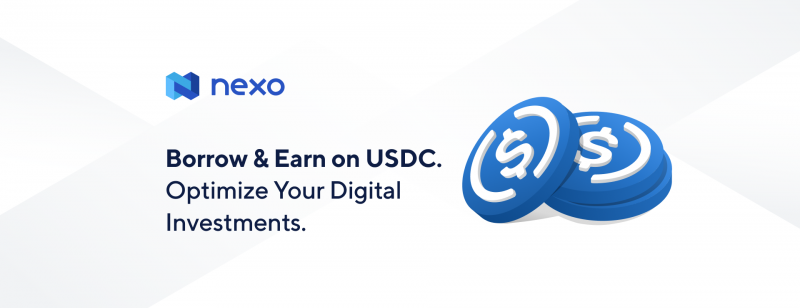 nexo
Borrow & Earn on USDC.
Optimize Your Digital
Investments.